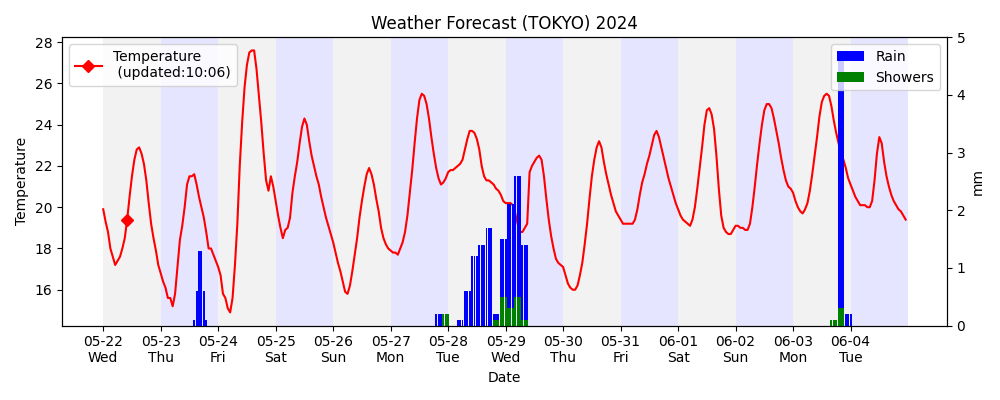 Weather Forecast (TOKYO) 2024
Temperature
(updated:10:06)
Rain
Showers
28
26
24
22
20
18
16
Temperature
5
4
3
2
1
0
mm
05-22 05-23 05-24 05-25 05-26 05-27 05-28 05-29 05-30 05-31 06-01 06-02 06-03 06-04
Wed Thu Fri Sat Sun Mon Tue Wed Thu Fri Sat Sun Mon Tue
Date